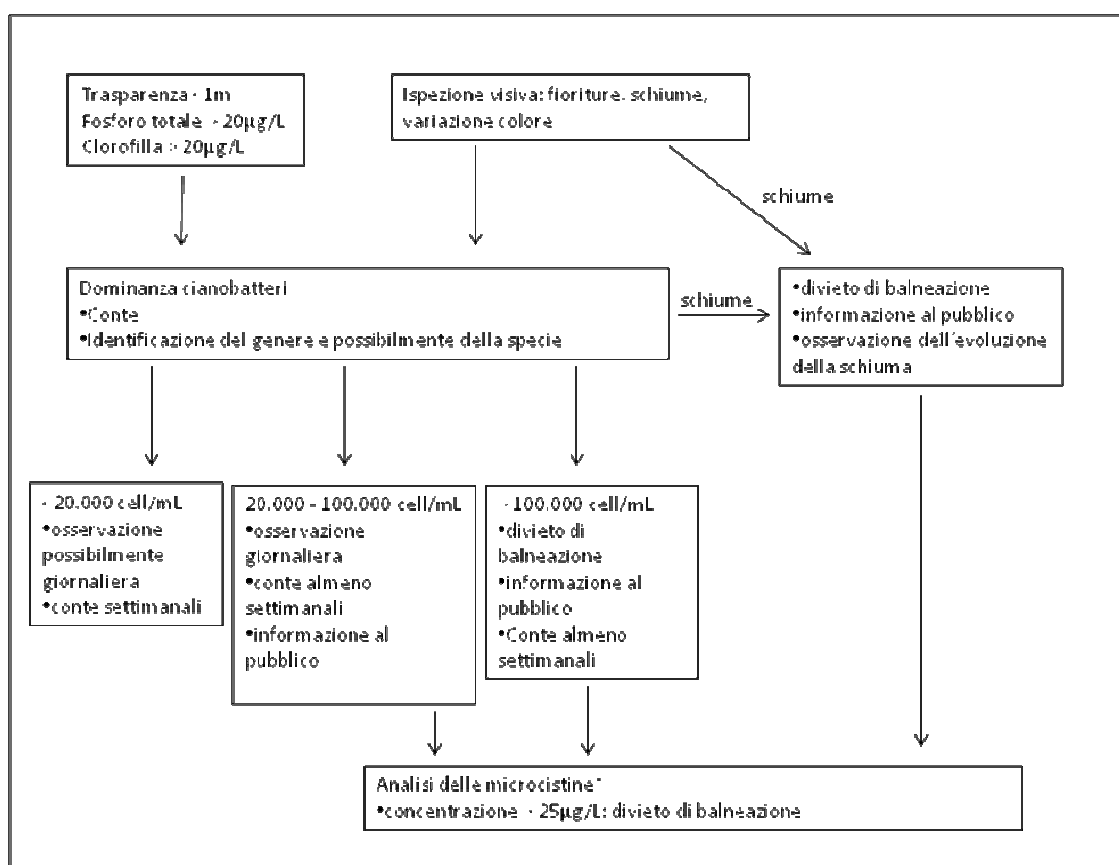 Trasparenza 1m
Fosforo totale 20µg/L
Clorofilla > 20µg/L
Ispezione visiva: fioriture, schiume,
variazione colore
schiume
Dominanza cianobatteri
•Conte
•Identificazione del genere e possibilmente della specie
schiume
•divieto di balneazione
•informazione al pubblico
•osservazione dell'evoluzione
della schiuma
20.000 cell/mL
•osservazione
possibilmente
giornaliera
•conte settimanali
20.000 - 100.000 cell/mL
•osservazione
giornaliera
•conte almeno
settimanali
•informazione al
pubblico
100.000 cell/mL
•divieto di
balneazione
•informazione al
pubblico
•Conte almeno
settimanali
Analisi delle microcistine*
•concentrazione 25µg/L: divieto di balneazione